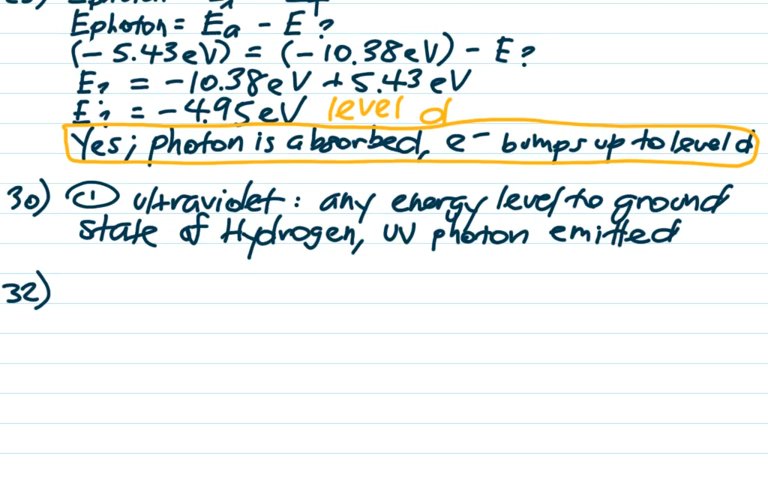 Ephoton = Ea - E?
(-5.43eV) = (-10.38eV) - E?
E? = -10.38eV + 5.43eV
E? = -4.95eV level d
Yes; photon is absorbed, e⁻ bumps up to level d
30) ① ultraviolet: any energy level to ground
state of Hydrogen, UV photon emitted
32)